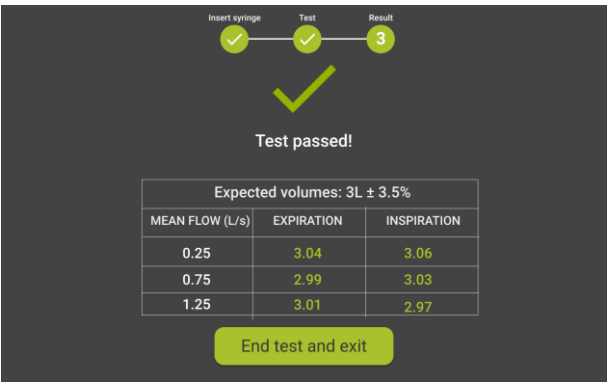 Insert syringe Test Result
3
Test passed!
Expected volumes: 3L ± 3.5%
MEAN FLOW (L/s) EXPIRATION INSPIRATION
0.25 3.04 3.06
0.75 2.99 3.03
1.25 3.01 2.97
End test and exit